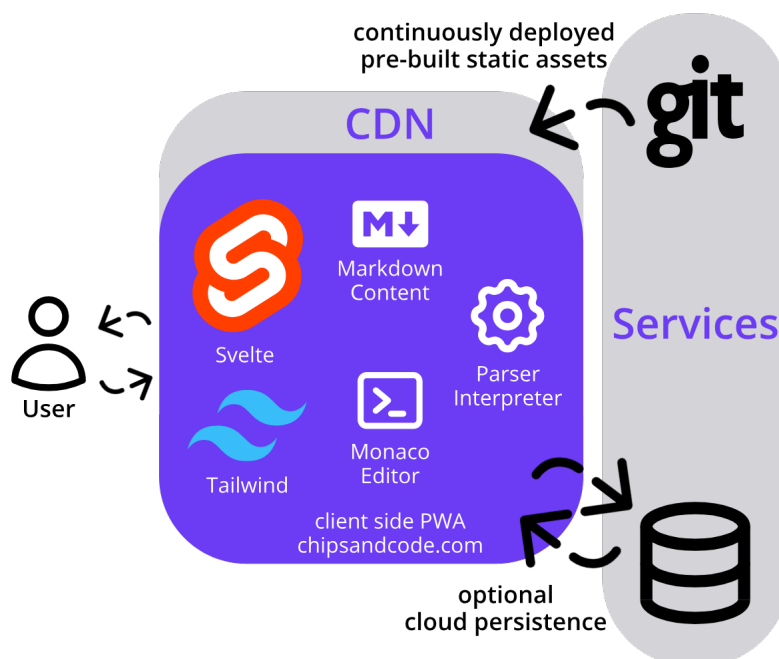 continuously deployed
pre-built static assets
git
CDN
M
Markdown
Content
Svelte
Parser
Interpreter
Services
User
Monaco
Editor
Tailwind
client side PWA
chipsandcode.com
optional
cloud persistence